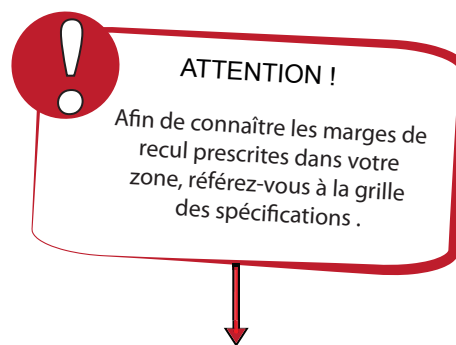 ATTENTION !
Afin de connaître les marges de
recul prescrites dans votre
zone, référez-vous à la grille
des spécifications .